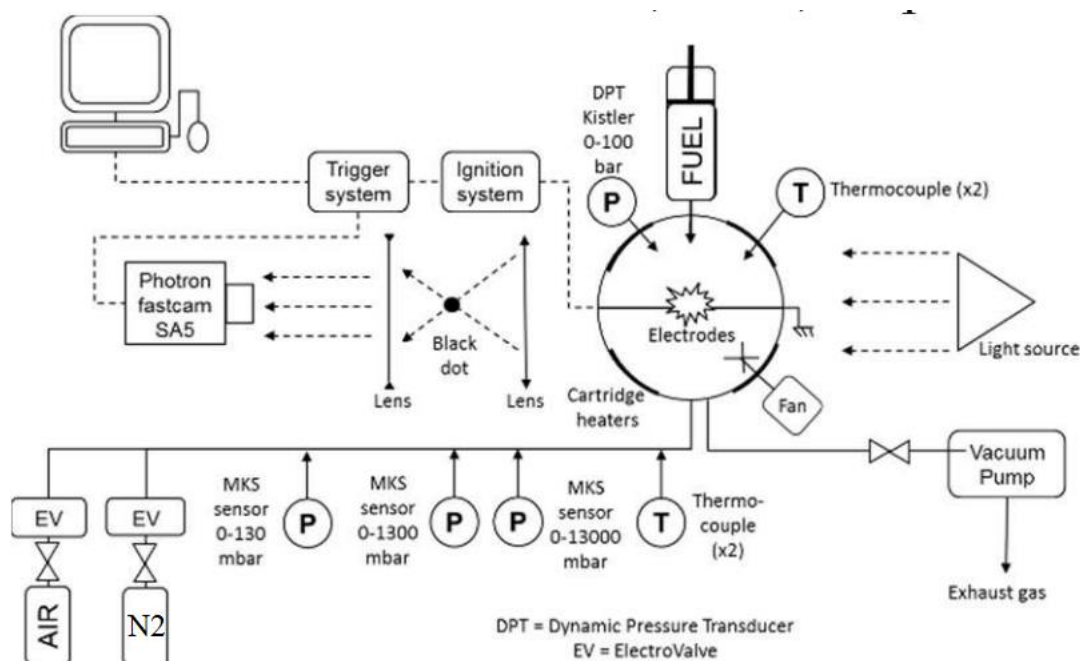 DPT
Kistler
0-100
bar
P
FUEL
T
Thermocouple (x2)
Trigger
system
Ignition
system
Photron
fastcam
SA5
Black
dot
Lens
Lens
Electrodes
Light source
Cartridge
heaters
Fan
Vacuum
Pump
Exhaust gas
EV
EV
MKS
sensor
0-130
mbar
P
MKS
sensor
0-1300
mbar
P
P
MKS
sensor
0-13000
mbar
T
Thermo-
couple
(x2)
AIR
N2
DPT = Dynamic Pressure Transducer
EV = ElectroValve